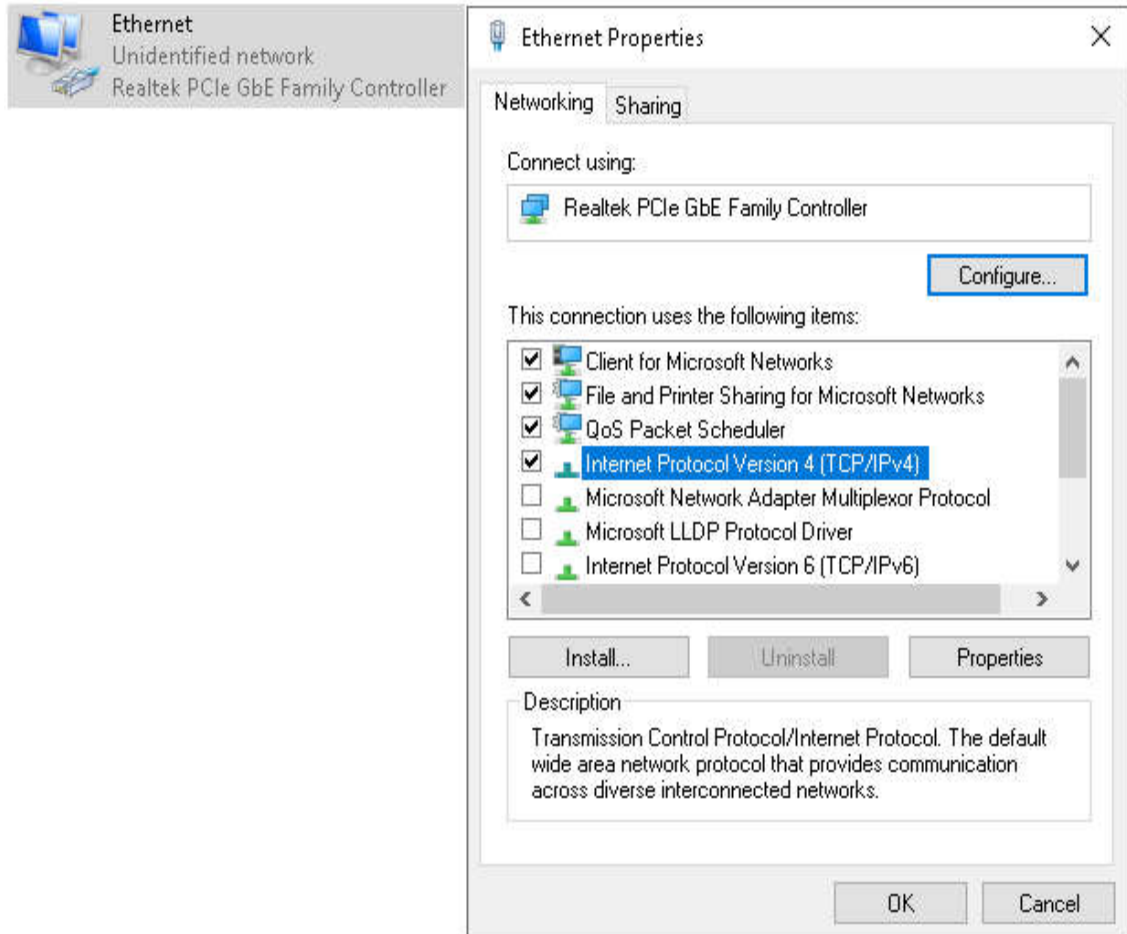 Ethernet
Unidentified network
Realtek PCIe GbE Family Controller
Ethernet Properties
Networking
Sharing
Connect using:
Realtek PCIe GbE Family Controller
Configure...
This connection uses the following items:
Client for Microsoft Networks
File and Printer Sharing for Microsoft Networks
QoS Packet Scheduler
Internet Protocol Version 4 (TCP/IPv4)
Microsoft Network Adapter Multiplexor Protocol
Microsoft LLDP Protocol Driver
Internet Protocol Version 6 (TCP/IPv6)
Install...
Uninstall
Properties
Description
Transmission Control Protocol/Internet Protocol. The default
wide area network protocol that provides communication
across diverse interconnected networks.
OK
Cancel